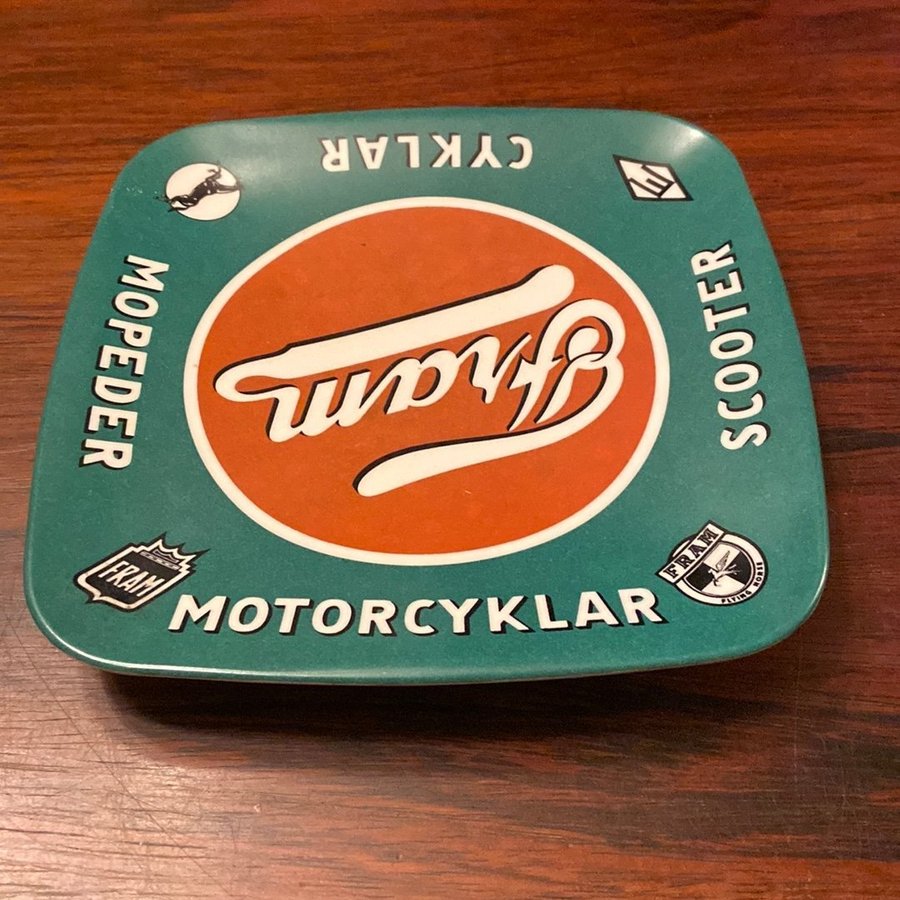 CYKLAR
MOPEDER
Fram
SCOOTER
FRAM
FRAM
FLYING HORSE
MOTORCYKLAR